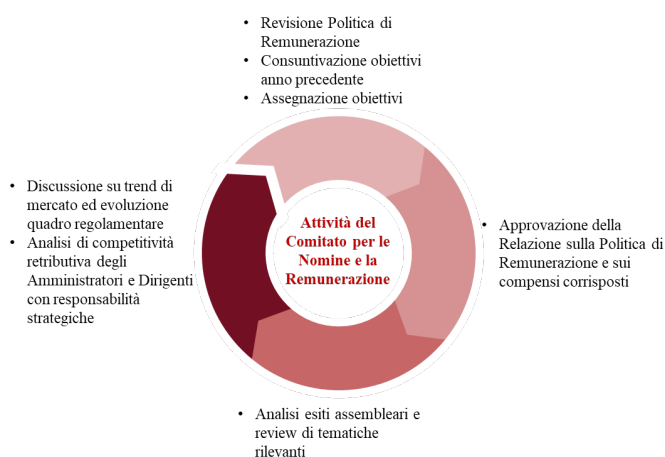 • Revisione Politica di
Remunerazione
• Consuntivazione obiettivi
anno precedente
• Assegnazione obiettivi
• Discussione su trend di
mercato ed evoluzione
quadro regolamentare
• Analisi di competitività
retributiva degli
Amministratori e Dirigenti
con responsabilità
strategiche
Attività del
Comitato per le
Nomine e la
Remunerazione
• Approvazione della
Relazione sulla Politica di
Remunerazione e sui
compensi corrisposti
• Analisi esiti assembleari e
review di tematiche
rilevanti